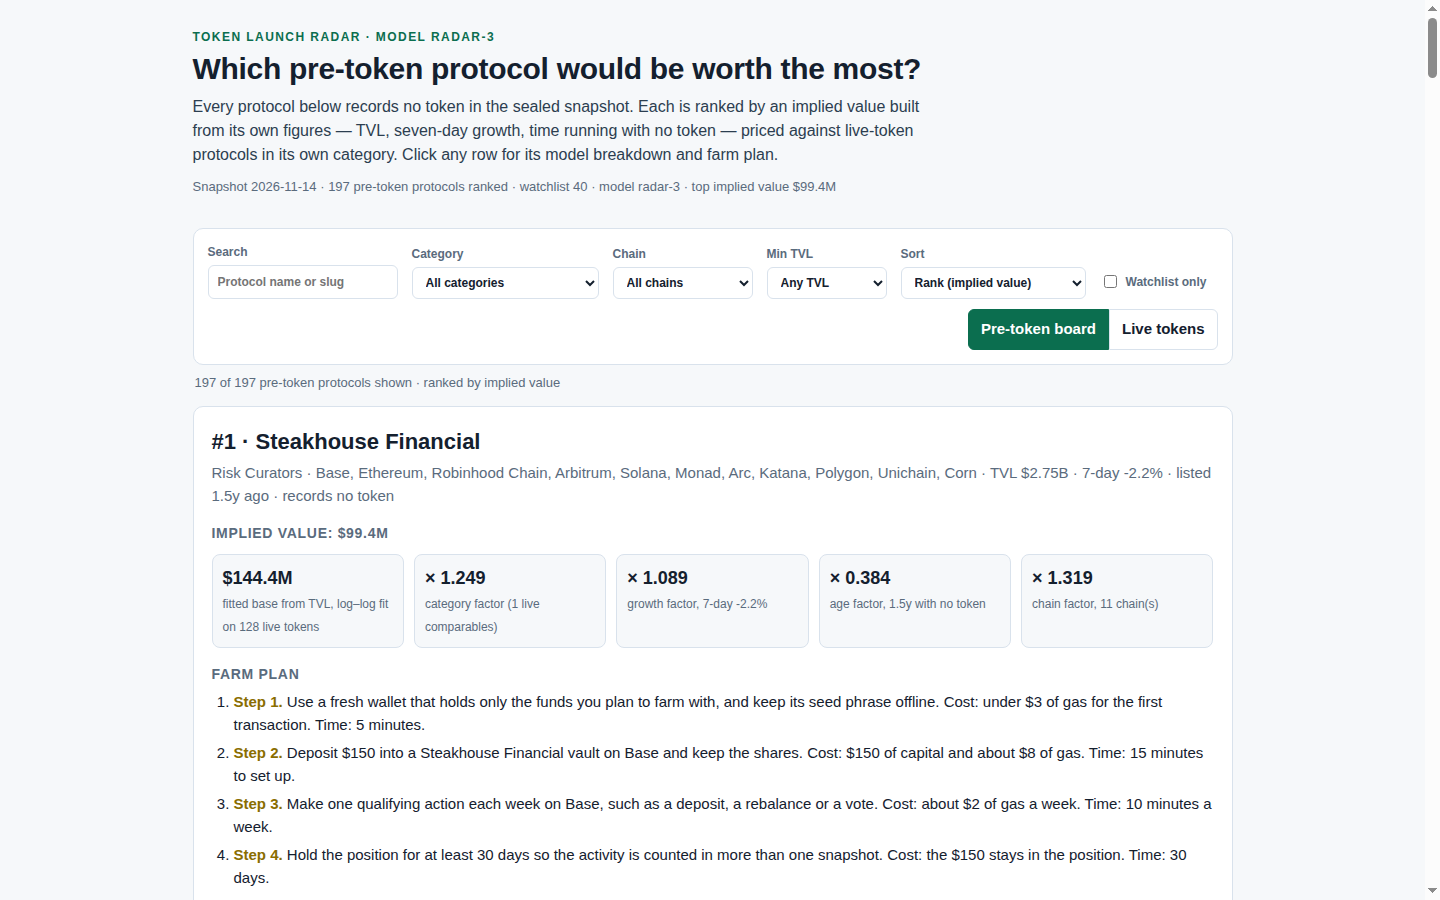 TOKEN LAUNCH RADAR · MODEL RADAR-3
Which pre-token protocol would be worth the most?
Every protocol below records no token in the sealed snapshot. Each is ranked by an implied value built
from its own figures — TVL, seven-day growth, time running with no token — priced against live-token
protocols in its own category. Click any row for its model breakdown and farm plan.
Snapshot 2026-11-14 · 197 pre-token protocols ranked · watchlist 40 · model radar-3 · top implied value $99.4M
Search
Category
Chain
Min TVL
Sort
Protocol name or slug
All categories
All chains
Any TVL
Rank (implied value)
Watchlist only
Pre-token board
Live tokens
197 of 197 pre-token protocols shown · ranked by implied value
#1 · Steakhouse Financial
Risk Curators · Base, Ethereum, Robinhood Chain, Arbitrum, Solana, Monad, Arc, Katana, Polygon, Unichain, Corn · TVL $2.75B · 7-day -2.2% · listed
1.5y ago · records no token
IMPLIED VALUE: $99.4M
$144.4M
fitted base from TVL, log–log fit
on 128 live tokens
× 1.249
category factor (1 live
comparables)
× 1.089
growth factor, 7-day -2.2%
× 0.384
age factor, 1.5y with no token
× 1.319
chain factor, 11 chain(s)
FARM PLAN
1. Step 1. Use a fresh wallet that holds only the funds you plan to farm with, and keep its seed phrase offline. Cost: under $3 of gas for the first
transaction. Time: 5 minutes.
2. Step 2. Deposit $150 into a Steakhouse Financial vault on Base and keep the shares. Cost: $150 of capital and about $8 of gas. Time: 15 minutes
to set up.
3. Step 3. Make one qualifying action each week on Base, such as a deposit, a rebalance or a vote. Cost: about $2 of gas a week. Time: 10 minutes a
week.
4. Step 4. Hold the position for at least 30 days so the activity is counted in more than one snapshot. Cost: the $150 stays in the position. Time: 30
days.